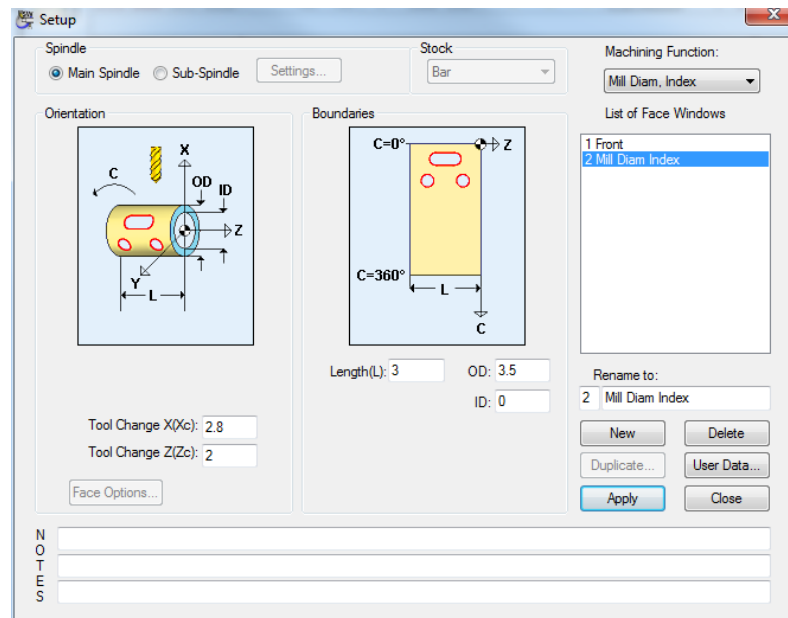 Setup
Spindle
Main Spindle Sub-Spindle Settings...
Stock
Bar
Machining Function:
Mill Diam, Index
Orientation
X
C
OD
ID
Z
Y
L
Boundaries
C=0°
Z
C=360°
L
C
Length(L): 3 OD: 3.5
ID: 0
Tool Change X(Xc): 2.8
Tool Change Z(Zc): 2
Face Options...
List of Face Windows
1 Front
2 Mill Diam Index
Rename to:
2 Mill Diam Index
New Delete
Duplicate... User Data...
Apply Close
NOTES